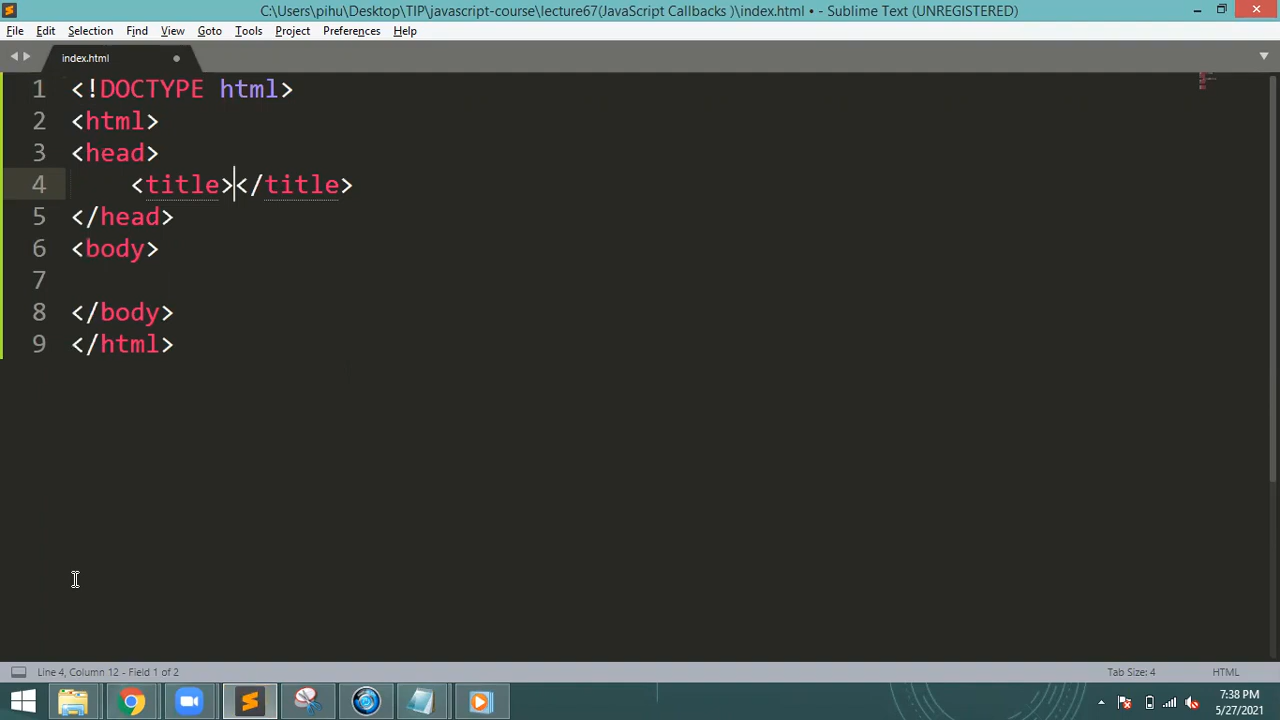 C:\Users\pihu\Desktop\TIP\javascript-course\lecture67(JavaScript Callbacks )\index.html • - Sublime Text (UNREGISTERED)
File Edit Selection Find View Goto Tools Project Preferences Help
index.html
1 <!DOCTYPE html>
2 <html>
3 <head>
4 <title></title>
5 </head>
6 <body>
7
8 </body>
9 </html>
Line 4, Column 12 - Field 1 of 2 Tab Size: 4 HTML
7:38 PM
5/27/2021